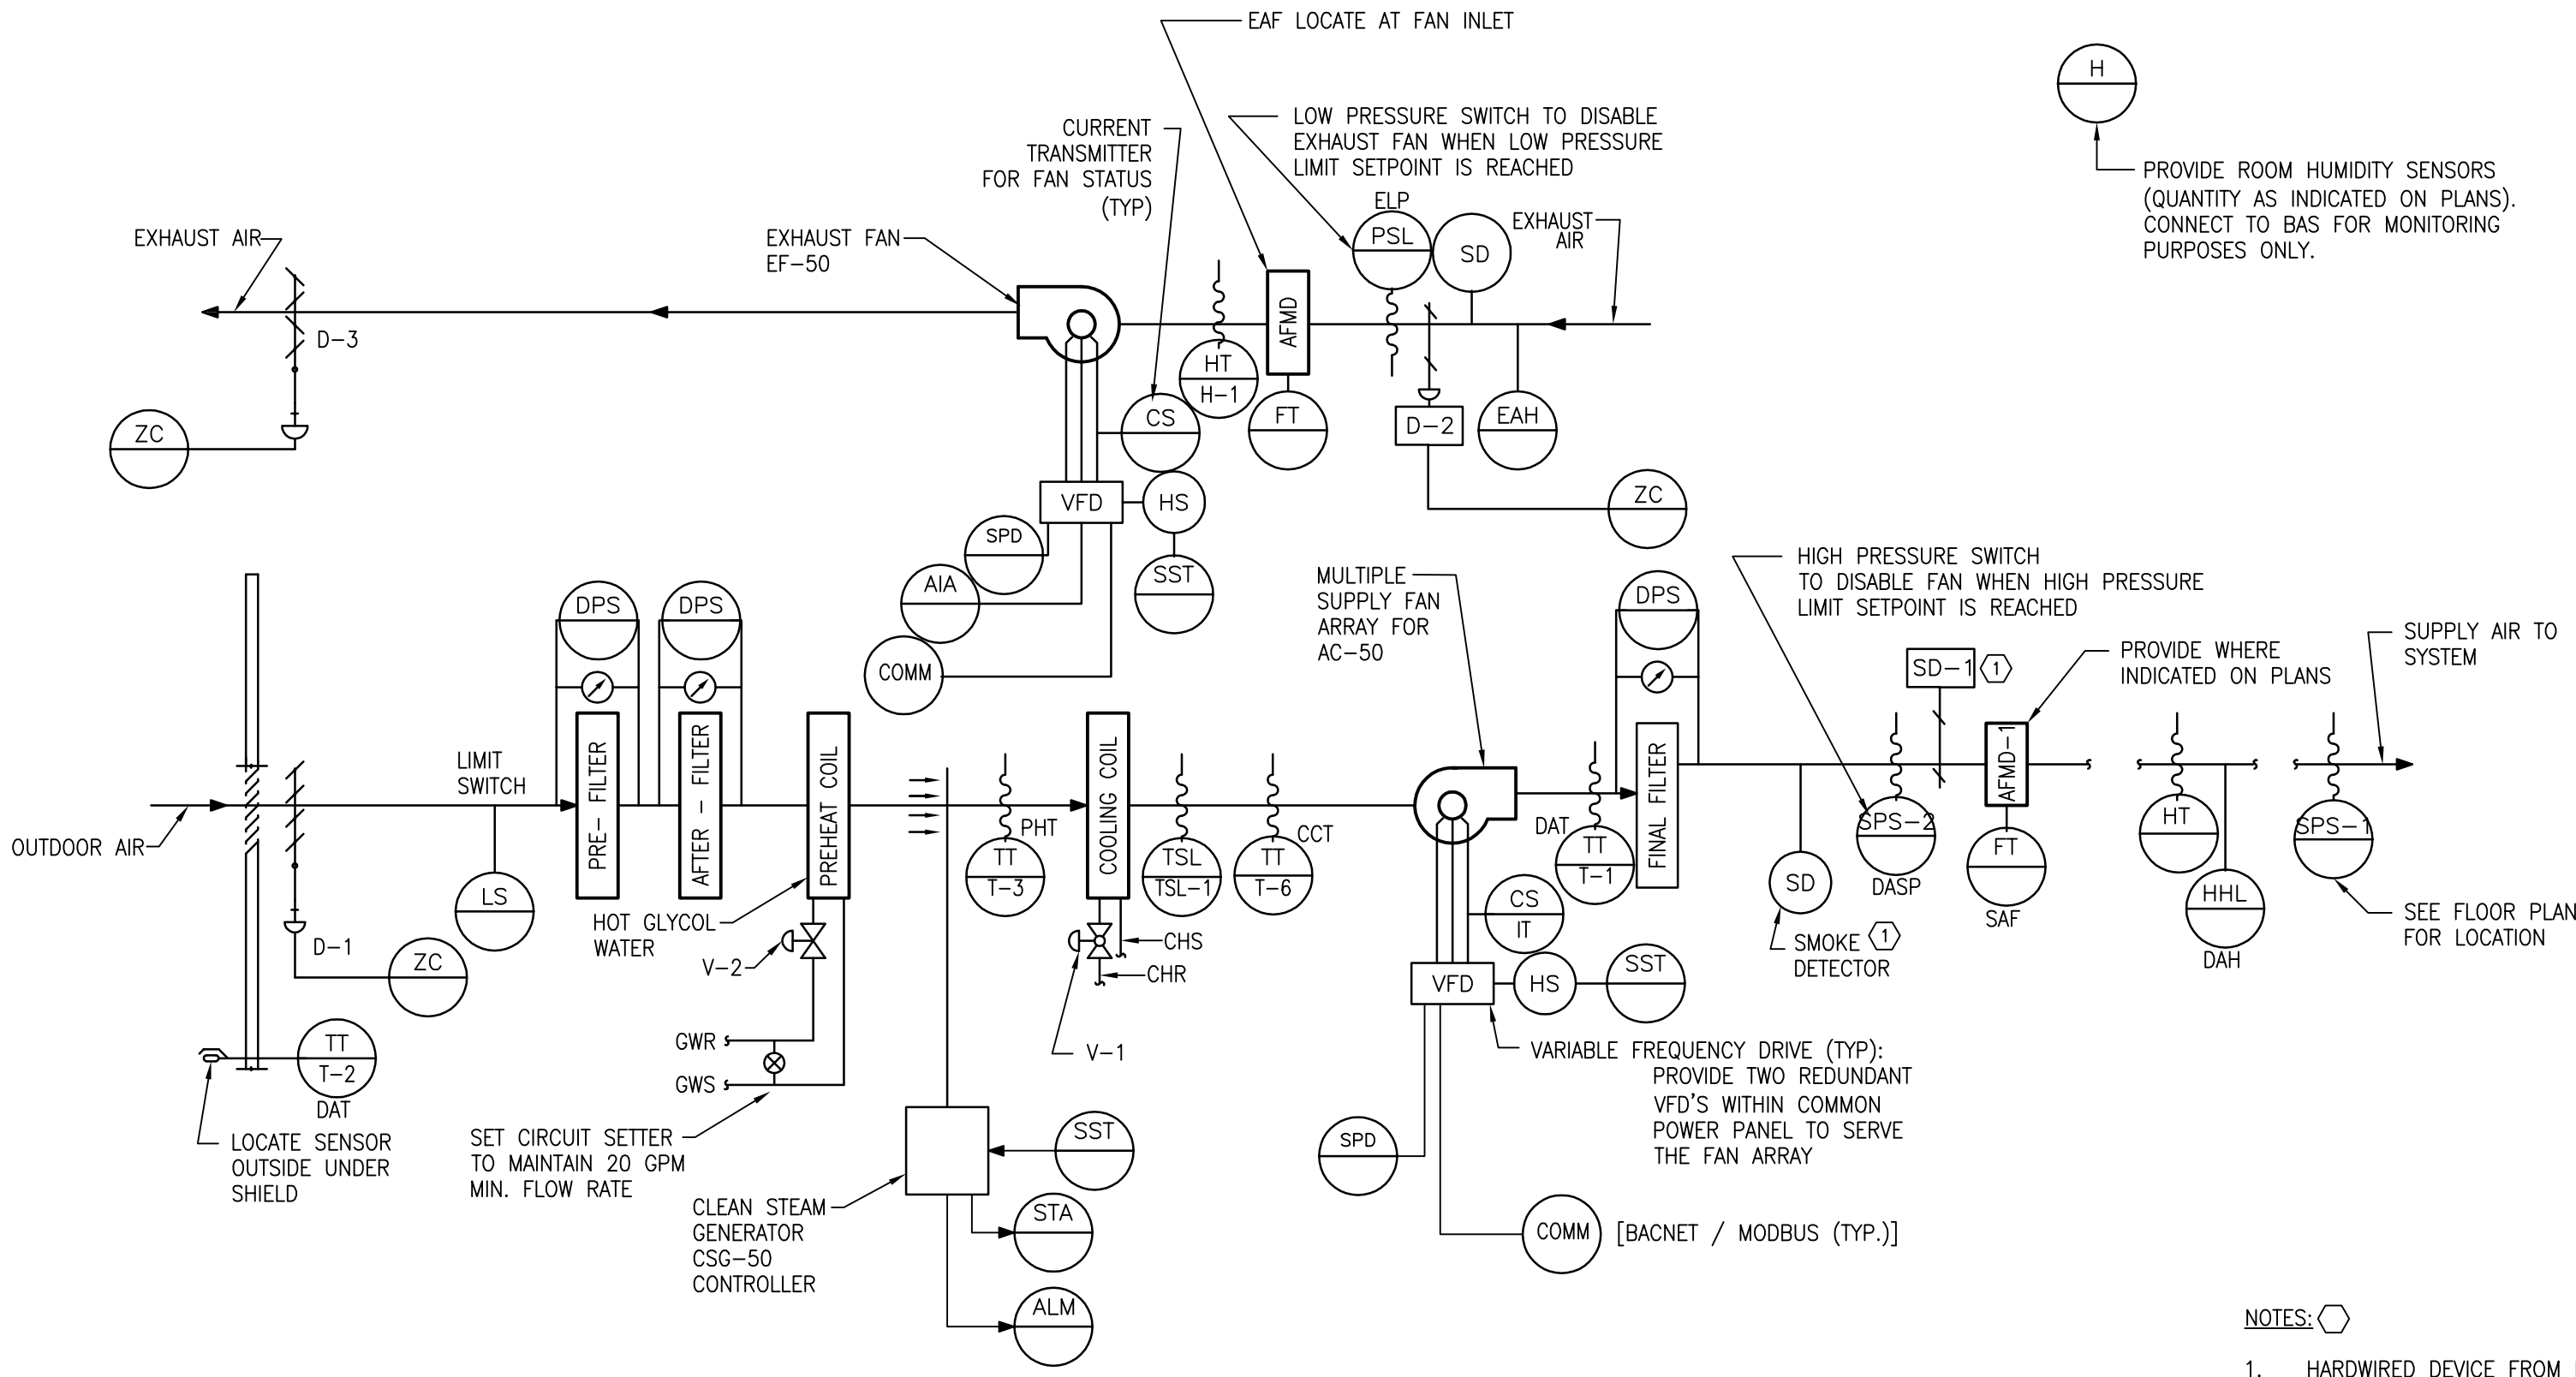 EAF LOCATE AT FAN INLET
H
CURRENT
TRANSMITTER
FOR FAN STATUS
(TYP)
LOW PRESSURE SWITCH TO DISABLE
EXHAUST FAN WHEN LOW PRESSURE
LIMIT SETPOINT IS REACHED
PROVIDE ROOM HUMIDITY SENSORS
(QUANTITY AS INDICATED ON PLANS).
CONNECT TO BAS FOR MONITORING
PURPOSES ONLY.
EXHAUST AIR
EXHAUST FAN
EF-50
ELP
PSL
SD
EXHAUST
AIR
D-3
HT
H-1
AFMD
ZC
CS
FT
D-2
EAH
VFD
HS
ZC
SPD
SST
AIA
COMM
DPS
DPS
MULTIPLE
SUPPLY FAN
ARRAY FOR
AC-50
DPS
HIGH PRESSURE SWITCH
TO DISABLE FAN WHEN HIGH PRESSURE
LIMIT SETPOINT IS REACHED
SD-1
1
PROVIDE WHERE
INDICATED ON PLANS
SUPPLY AIR TO
SYSTEM
OUTDOOR AIR
LIMIT
SWITCH
PRE- FILTER
AFTER - FILTER
PREHEAT COIL
PHT
COOLING COIL
CCT
DAT
FINAL FILTER
AFMD-1
D-1
ZC
LS
HOT GLYCOL
WATER
V-2
TT
T-3
TSL
TSL-1
TT
T-6
CHS
CHR
V-1
TT
T-1
CS
IT
VFD
HS
SST
SD
SMOKE
DETECTOR
1
SPS-2
DASP
FT
SAF
HT
HHL
DAH
SPS-1
SEE FLOOR PLAN
FOR LOCATION
TT
T-2
DAT
LOCATE SENSOR
OUTSIDE UNDER
SHIELD
GWR
GWS
SET CIRCUIT SETTER
TO MAINTAIN 20 GPM
MIN. FLOW RATE
CLEAN STEAM
GENERATOR
CSG-50
CONTROLLER
SST
STA
ALM
VARIABLE FREQUENCY DRIVE (TYP):
PROVIDE TWO REDUNDANT
VFD'S WITHIN COMMON
POWER PANEL TO SERVE
THE FAN ARRAY
SPD
COMM
[BACNET / MODBUS (TYP.)]
NOTES:
1. HARDWIRED DEVICE FROM